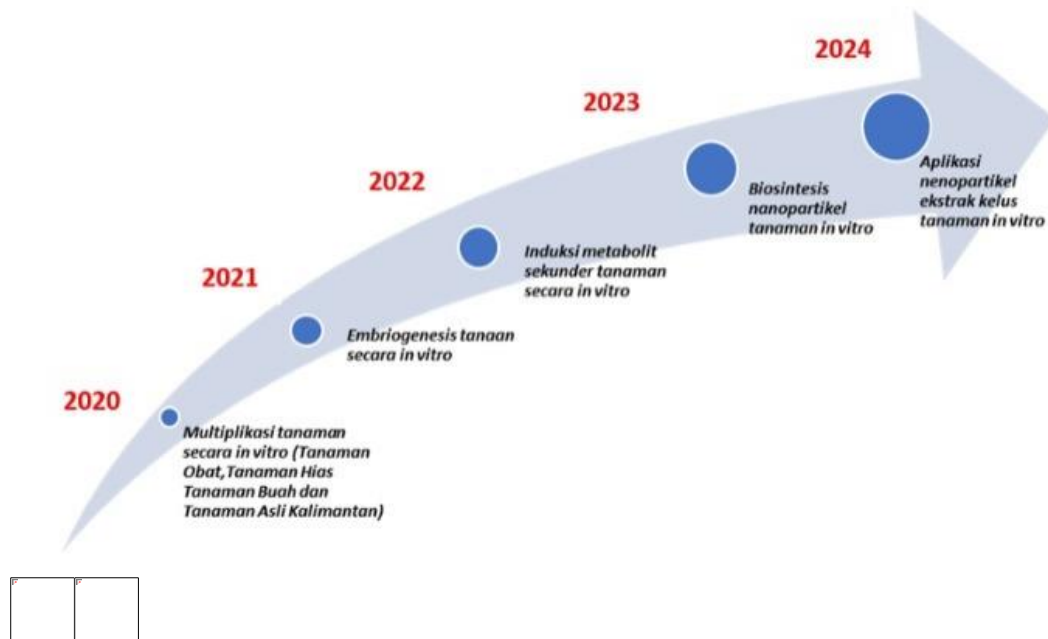 2020
Multiplikasi tanaman
secara in vitro (Tanaman
Obat,Tanaman Hias
Tanaman Buah dan
Tanaman Asli Kalimantan)
2021
Embriogenesis tanaan
secara in vitro
2022
Induksi metabolit
sekunder tanaman
secara in vitro
2023
Biosintesis
nanopartikel
tanaman in vitro
2024
Aplikasi
nenopartikel
ekstrak kelus
tanaman in vitro